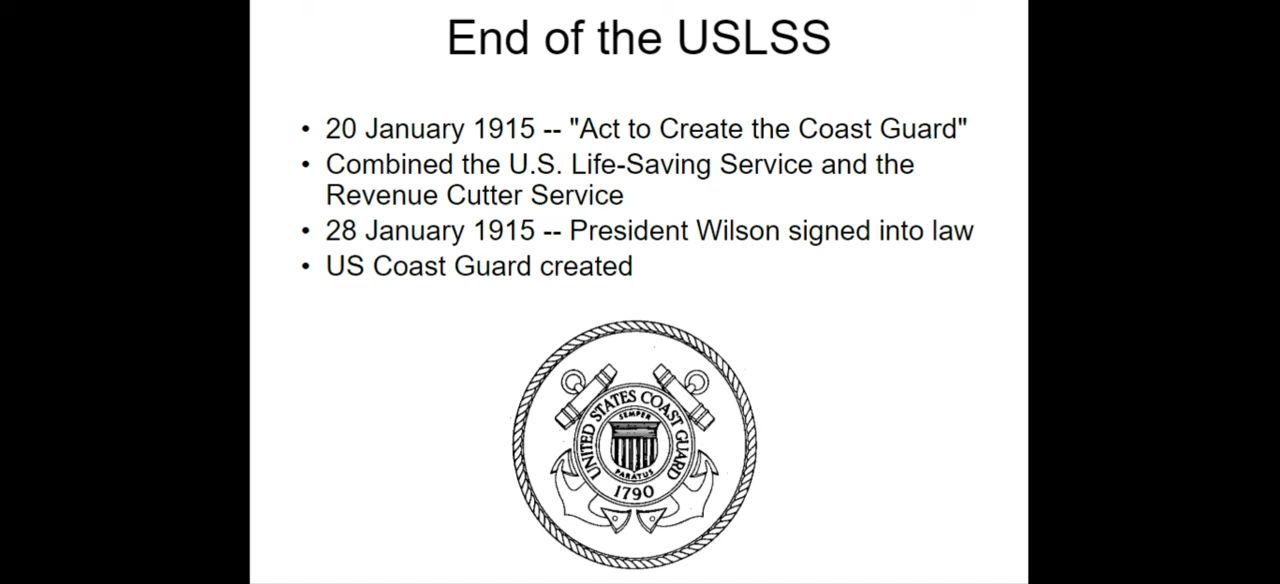 End of the USLSS
• 20 January 1915 -- "Act to Create the Coast Guard"
• Combined the U.S. Life-Saving Service and the
Revenue Cutter Service
• 28 January 1915 -- President Wilson signed into law
• US Coast Guard created
UNITED STATES COAST GUARD
SEMPER
PARATUS
1790